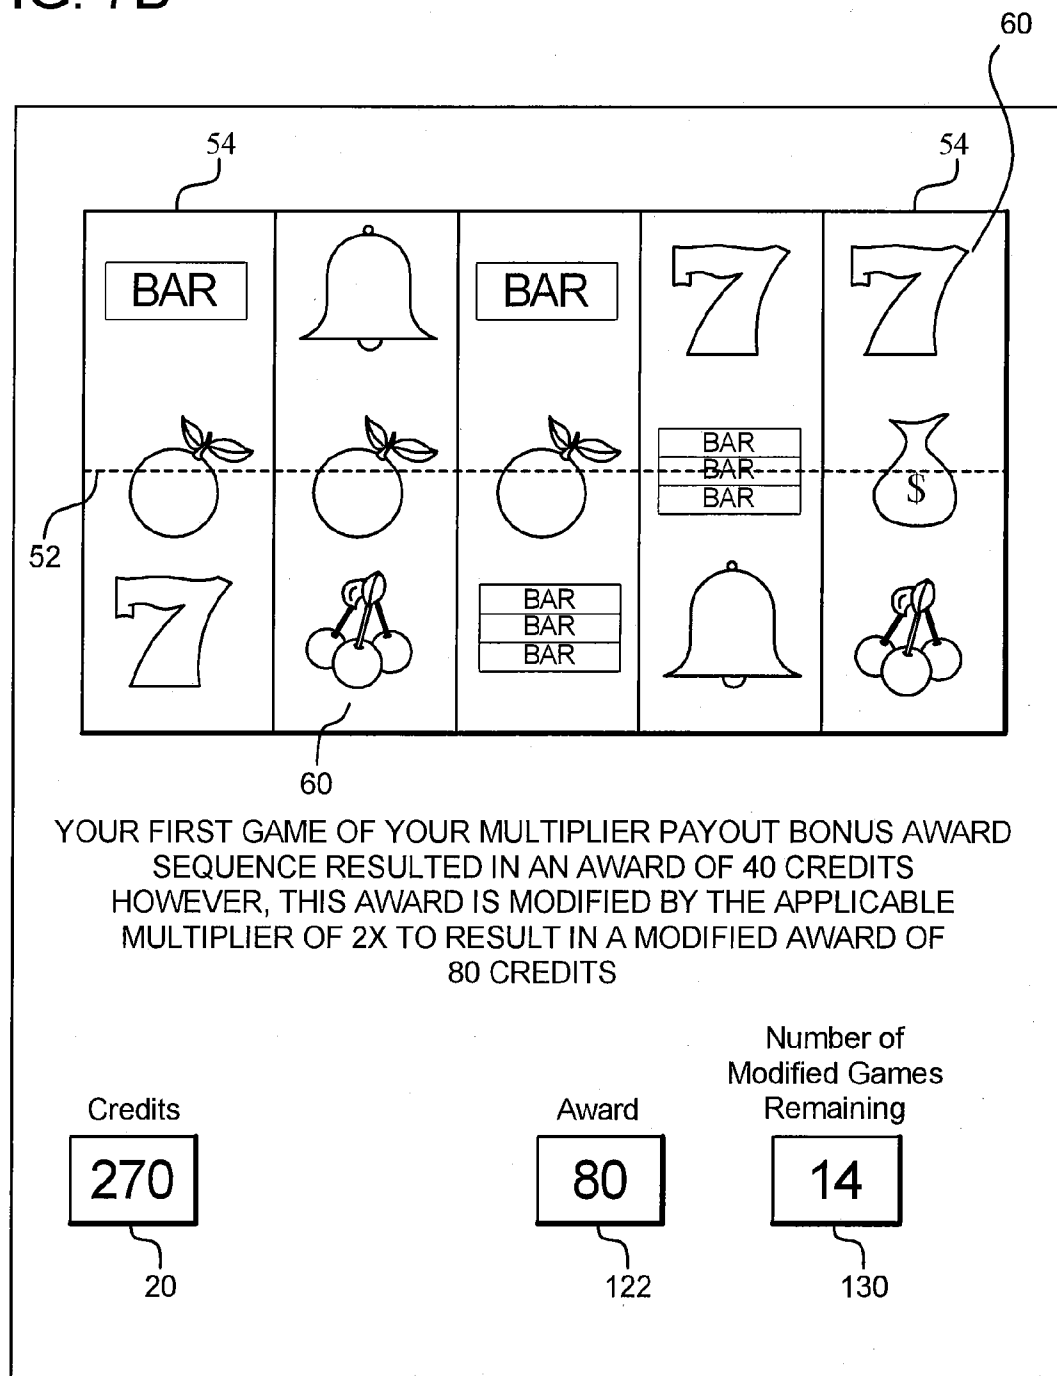 60
54
54
BAR
BAR
BAR
BAR
BAR
$
52
BAR
BAR
BAR
60
YOUR FIRST GAME OF YOUR MULTIPLIER PAYOUT BONUS AWARD
SEQUENCE RESULTED IN AN AWARD OF 40 CREDITS
HOWEVER, THIS AWARD IS MODIFIED BY THE APPLICABLE
MULTIPLIER OF 2X TO RESULT IN A MODIFIED AWARD OF
80 CREDITS
Number of
Modified Games
Remaining
Credits
Award
270
80
14
20
122
130